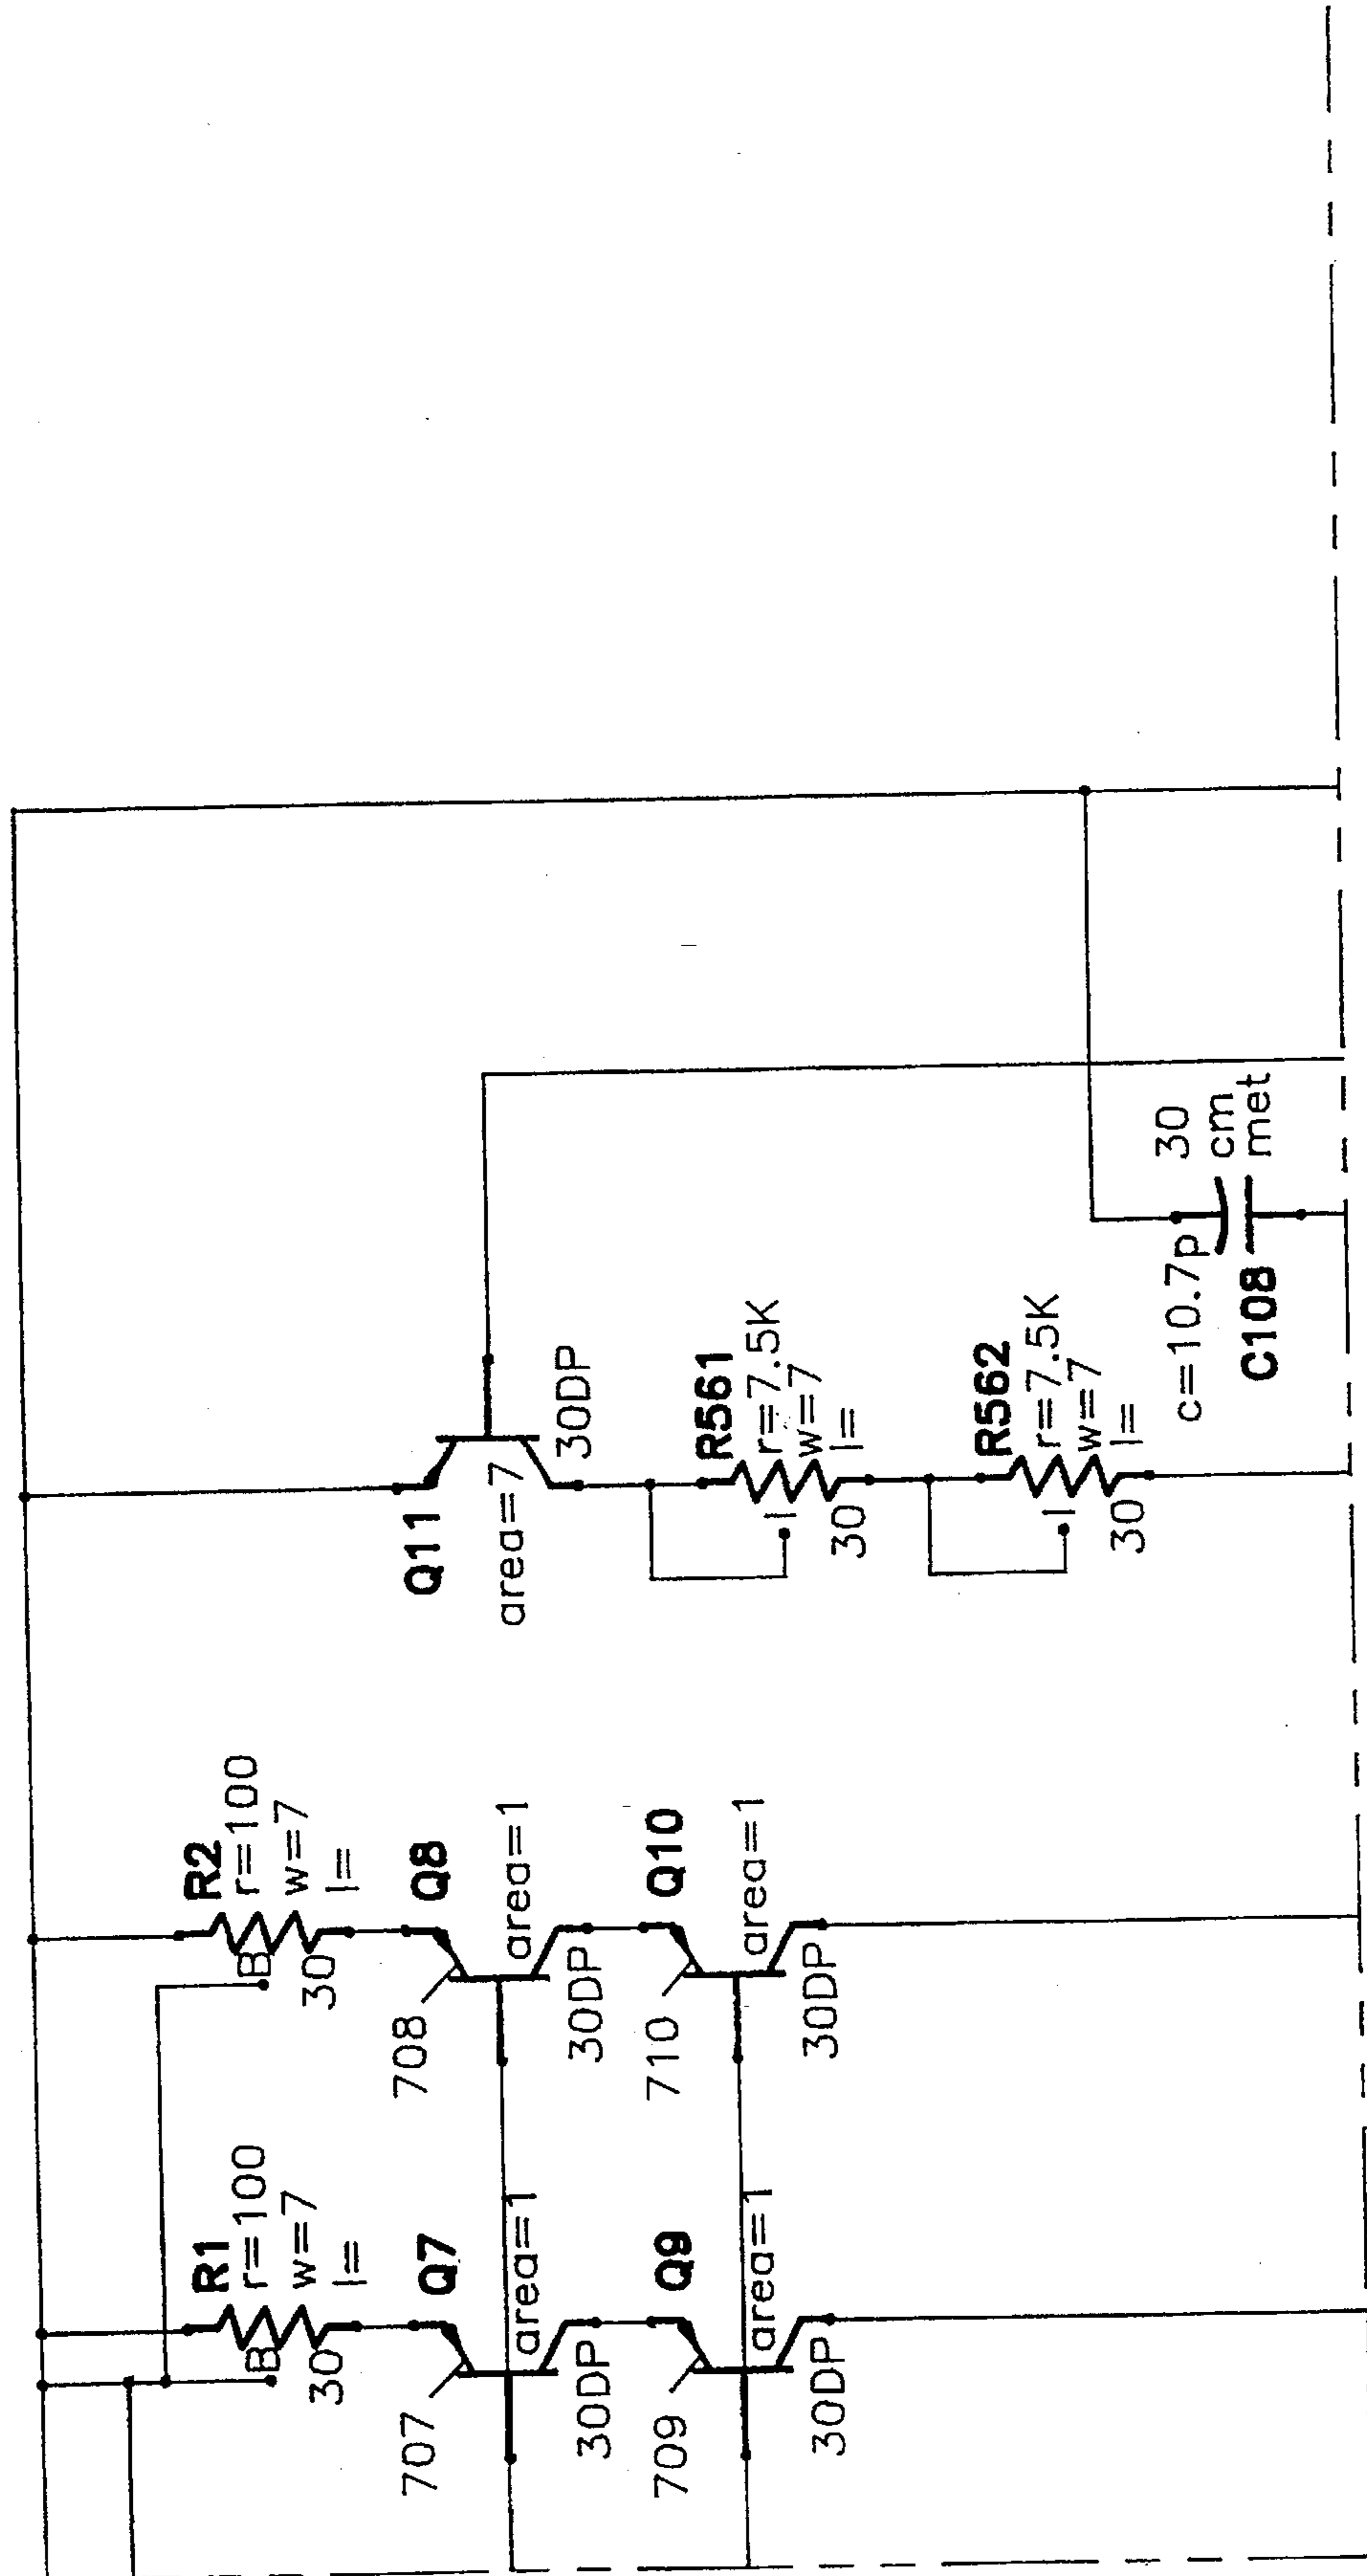 R1
r=100
w=7
l=
B
30
R2
r=100
w=7
l=
B
30
707
Q7
area=1
30DP
708
Q8
area=1
30DP
709
Q9
area=1
30DP
710
Q10
area=1
30DP
Q11
area=7
30DP
R561
r=7.5K
w=7
l=
I
30
R562
r=7.5K
w=7
l=
I
30
c=10.7p
30
cm
met
C108